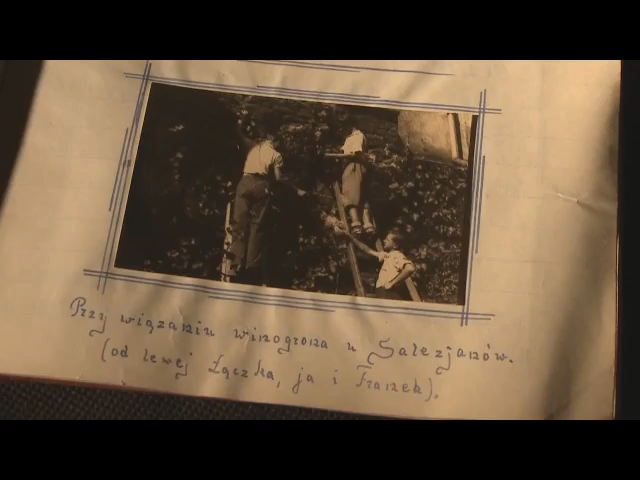 Przy wiązaniu winogrona u Salezjanów.
(od lewej Łączka, ja i Franek).